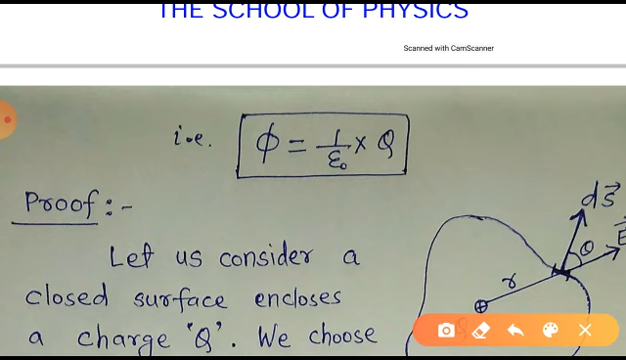 THE SCHOOL OF PHYSICS
Scanned with CamScanner
i.e. ϕ = 1/ε₀ × Q
Proof :-
Let us consider a
closed surface encloses
a charge 'Q'. We choose
dS⃗
E⃗
θ
r
⊕